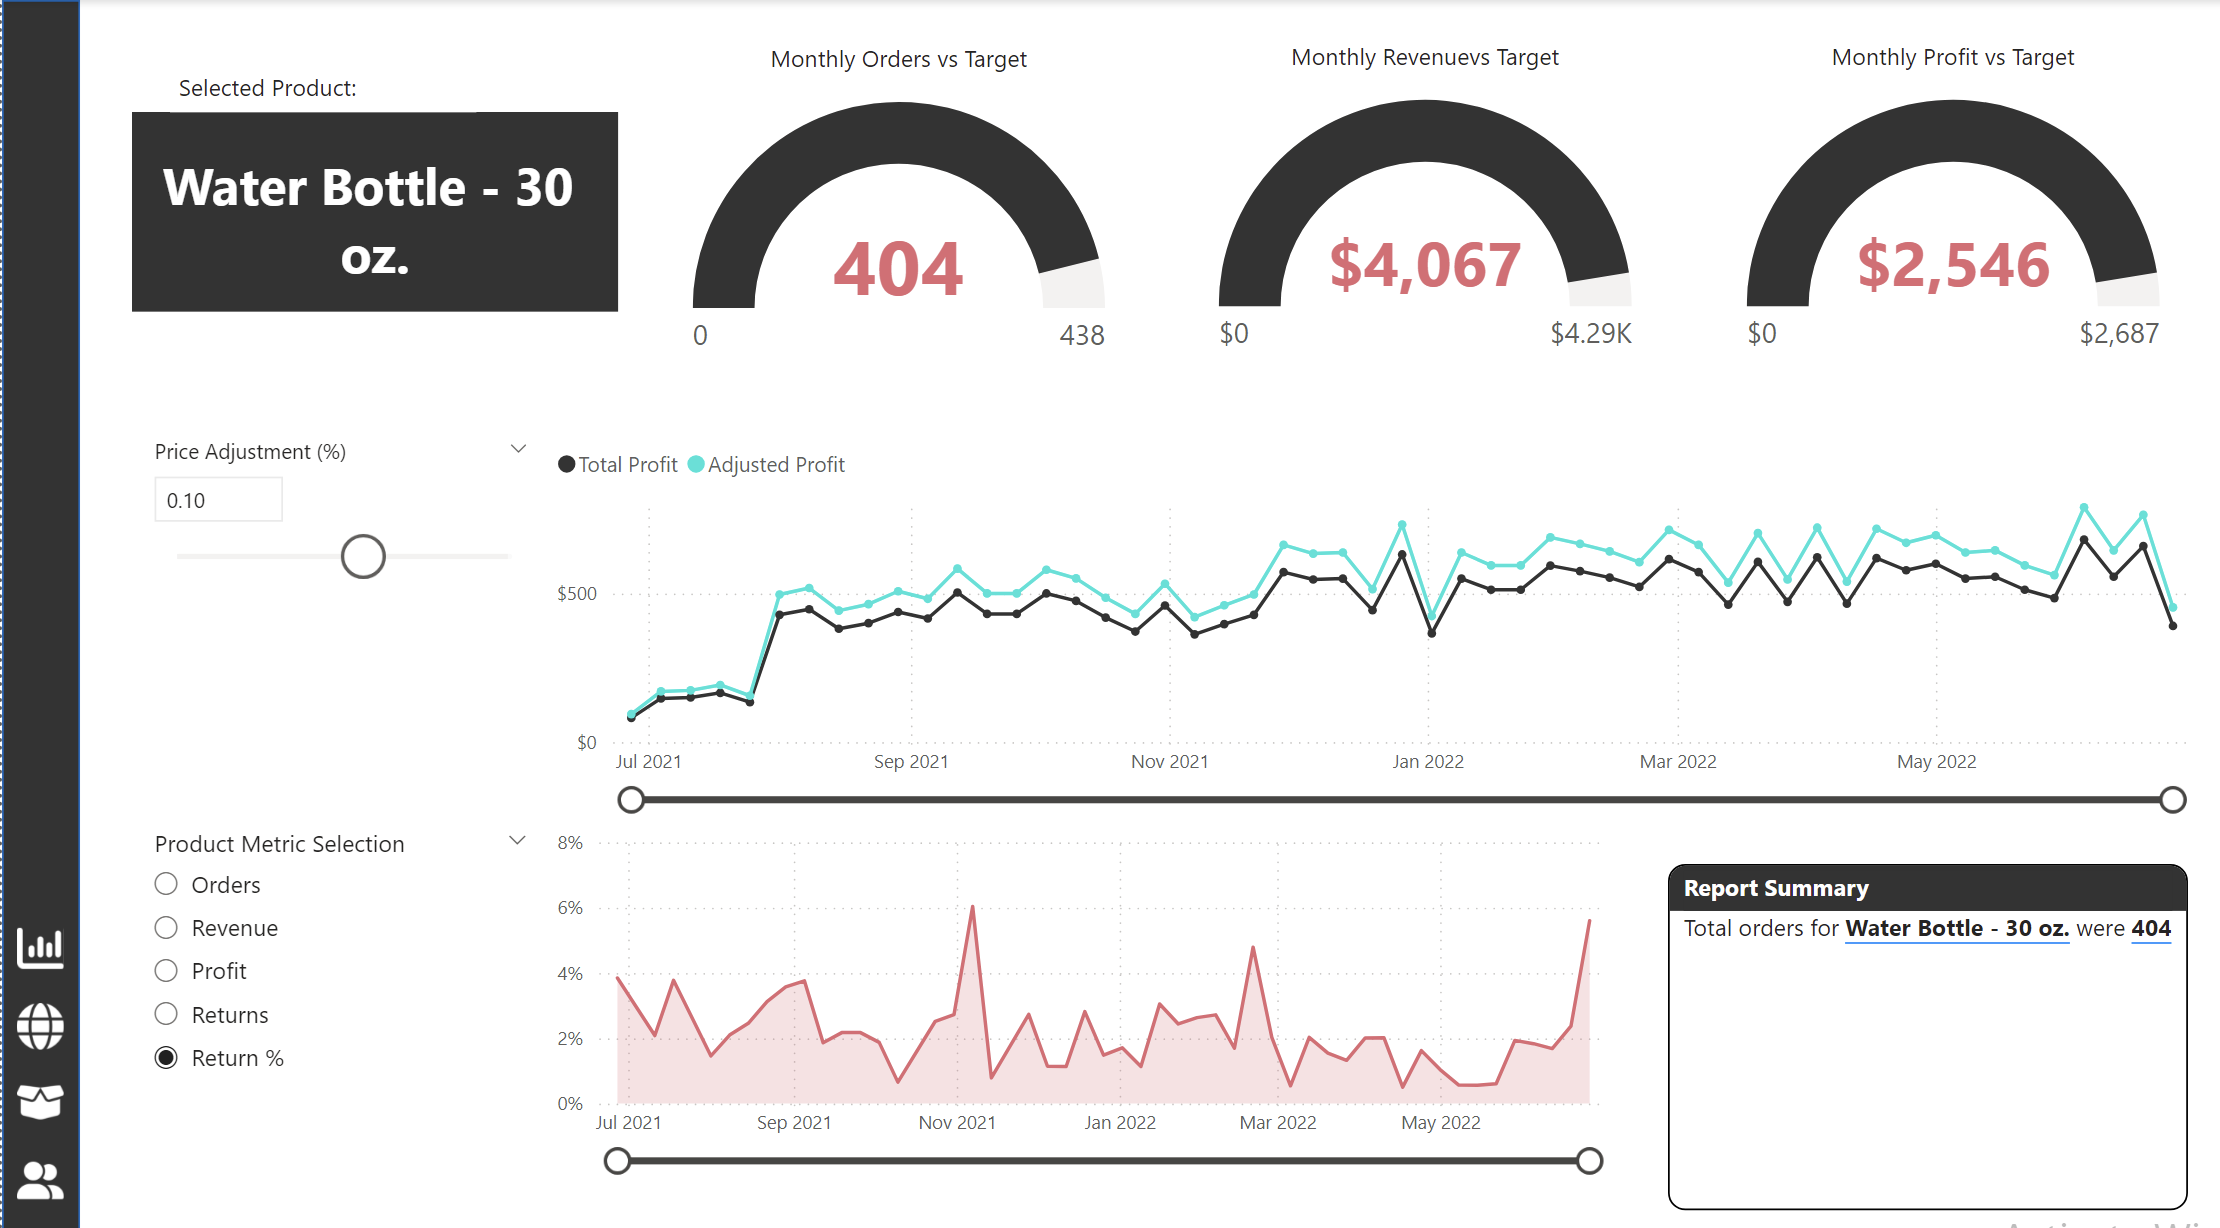 Selected Product:
Water Bottle - 30
oz.
Monthly Orders vs Target
404
0
438
Monthly Revenuevs Target
$4,067
$0
$4.29K
Monthly Profit vs Target
$2,546
$0
$2,687
Price Adjustment (%)
0.10
Total Profit Adjusted Profit
$500
$0
Jul 2021 Sep 2021 Nov 2021 Jan 2022 Mar 2022 May 2022
Product Metric Selection
Orders
Revenue
Profit
Returns
Return %
8%
6%
4%
2%
0%
Jul 2021 Sep 2021 Nov 2021 Jan 2022 Mar 2022 May 2022
Report Summary
Total orders for Water Bottle - 30 oz. were 404